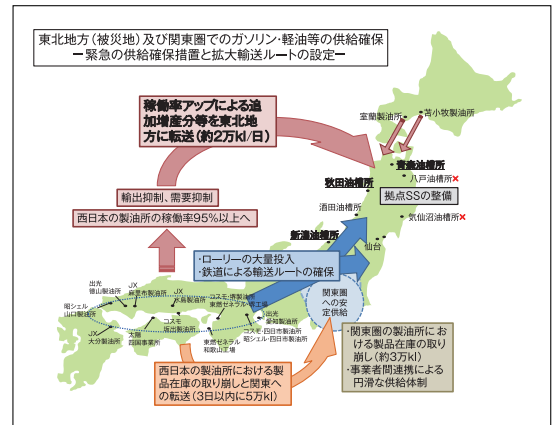 東北地方（被災地）及び関東圏でのガソリン・軽油等の供給確保
ー緊急の供給確保措置と拡大輸送ルートの設定ー
稼働率アップによる追
加増産分等を東北地
方に転送（約2万kl/日）
室蘭製油所
苫小牧製油所
青森油槽所
八戸油槽所×
秋田油槽所
拠点SSの整備
輸出抑制、需要抑制
酒田油槽所
気仙沼油槽所×
西日本の製油所の稼働率95%以上へ
新潟油槽所
仙台
・ローリーの大量投入
・鉄道による輸送ルートの確保
関東圏
への安
定供給
出光
徳山製油所
JX
麻里布製油所
JX
水島製油所
コスモ・堺製油所
東燃ゼネラル・堺工場
昭シェル
山口製油所
出光
愛知製油所
コスモ
坂出製油所
コスモ・四日市製油所
昭シェル・四日市製油所
JX
大分製油所
太陽
四国事業所
東燃ゼネラル
和歌山工場
・関東圏の製油所にお
ける製品在庫の取り
崩し（約3万kl）
・事業者間連携による
円滑な供給体制
西日本の製油所における製
品在庫の取り崩しと関東へ
の転送（3日以内に5万kl）